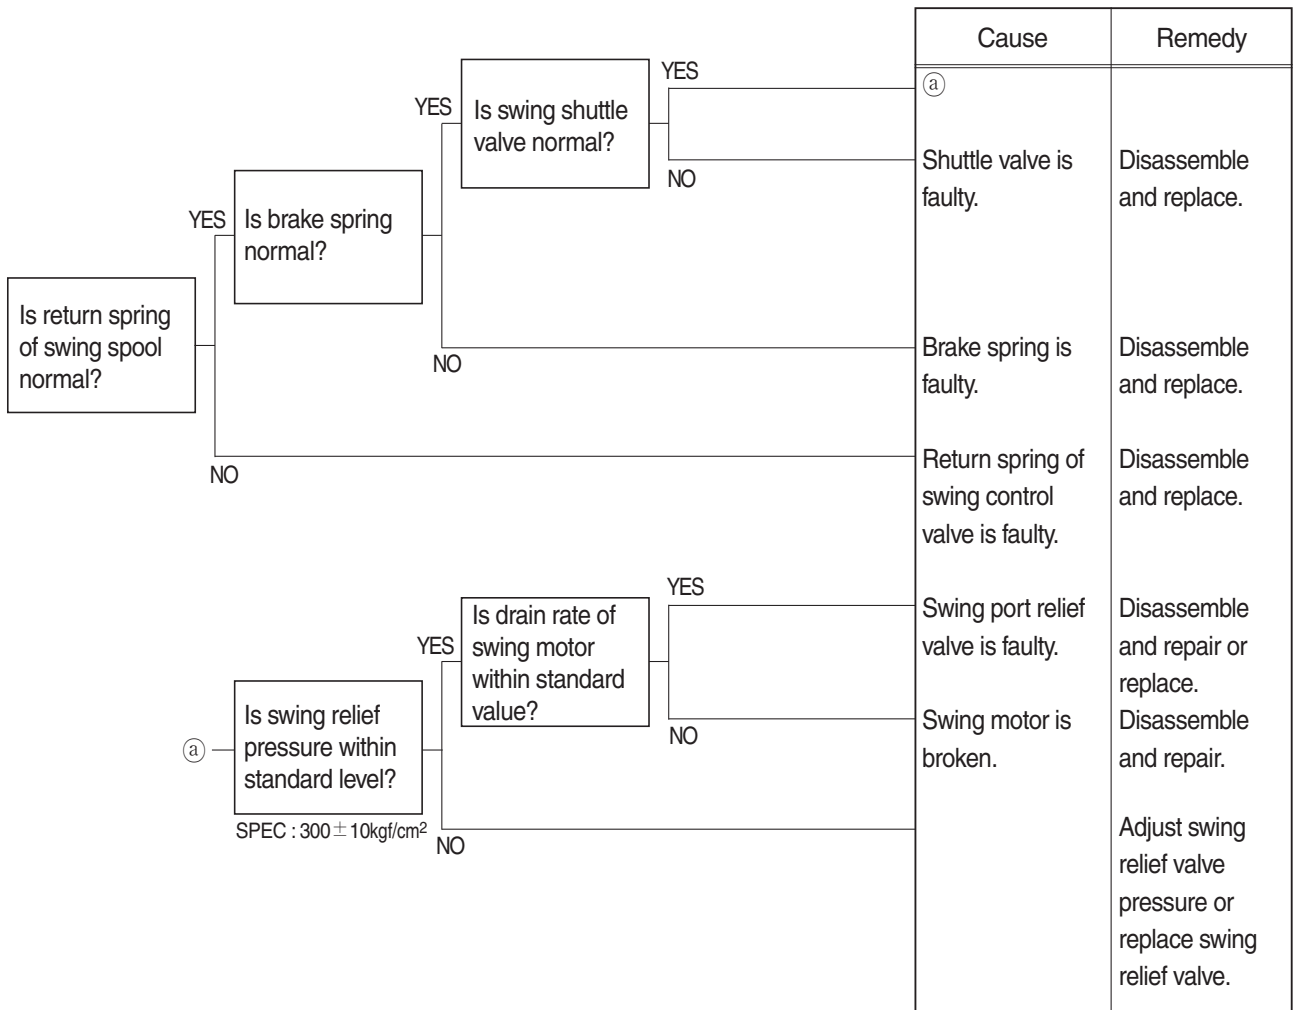 Cause Remedy
ⓐ
YES
Is swing shuttle
valve normal?
YES
NO
Shuttle valve is
faulty.
Disassemble
and replace.
YES
Is brake spring
normal?
Is return spring
of swing spool
normal?
NO
Brake spring is
faulty.
Disassemble
and replace.
NO
Return spring of
swing control
valve is faulty.
Disassemble
and replace.
YES
Is drain rate of
swing motor
within standard
value?
YES
Swing port relief
valve is faulty.
Disassemble
and repair or
replace.
NO
Swing motor is
broken.
Disassemble
and repair.
ⓐ
Is swing relief
pressure within
standard level?
SPEC : 300±10kgf/cm²
NO
Adjust swing
relief valve
pressure or
replace swing
relief valve.